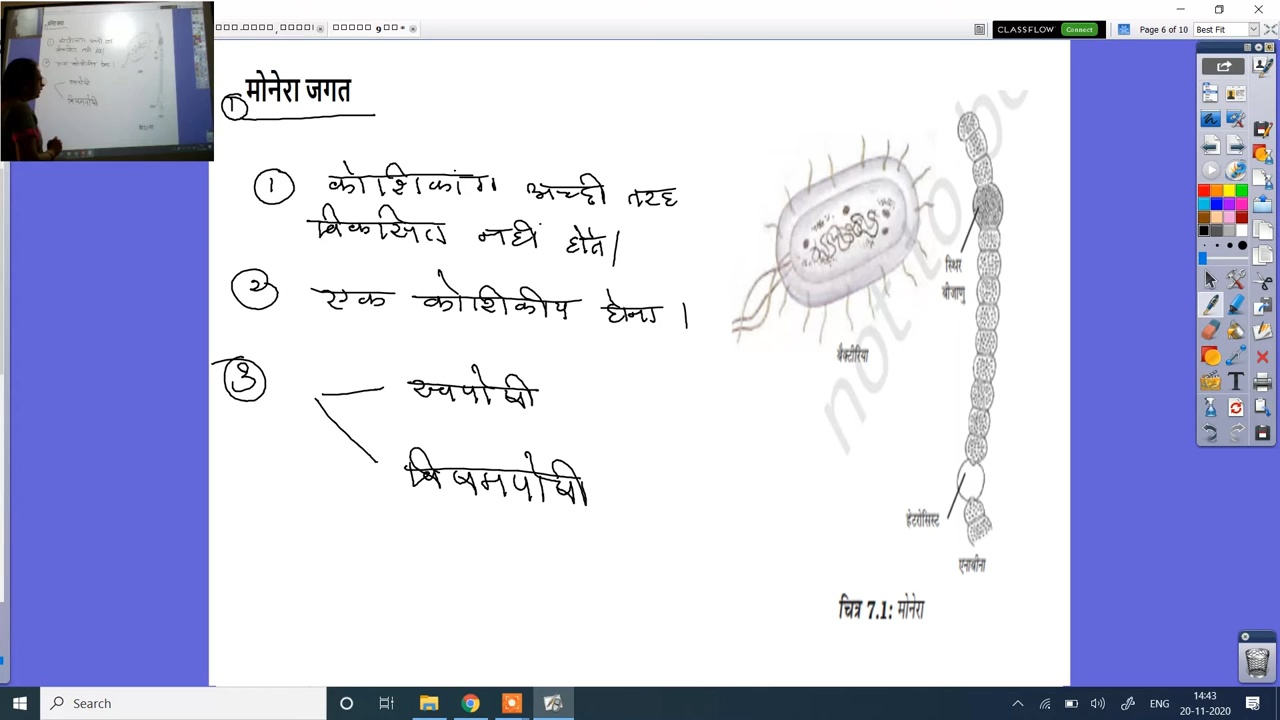 CLASSFLOW
Connect
Page 6 of 10
Best Fit
मोनेरा जगत
①
① कोशिकांग अच्छी तरह
विकसित नहीं होते।
② एक कोशिकीय होना।
③ स्वपोषी
विषमपोषी
स्थिर
बीजाणु
बैक्टीरिया
हेटरोसिस्ट
एनाबीना
चित्र 7.1: मोनेरा
Search
ENG
14:43
20-11-2020